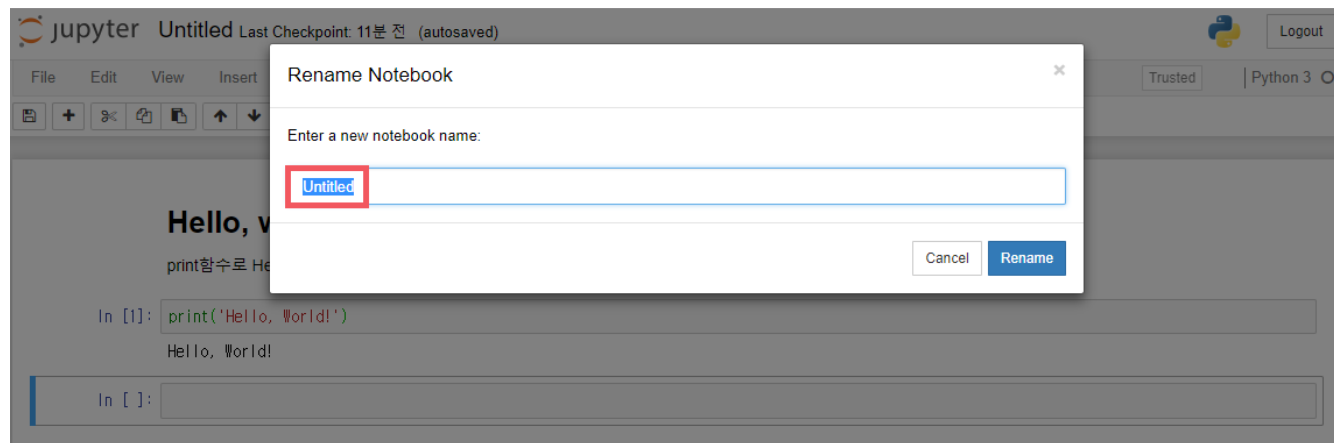 jupyter Untitled Last Checkpoint: 11분 전 (autosaved) Logout
File Edit View Insert Trusted Python 3
Rename Notebook ×
Enter a new notebook name:
Untitled
Cancel Rename
Hello,
print함수로 He
In [1]: print('Hello, World!')
Hello, World!
In [ ]: